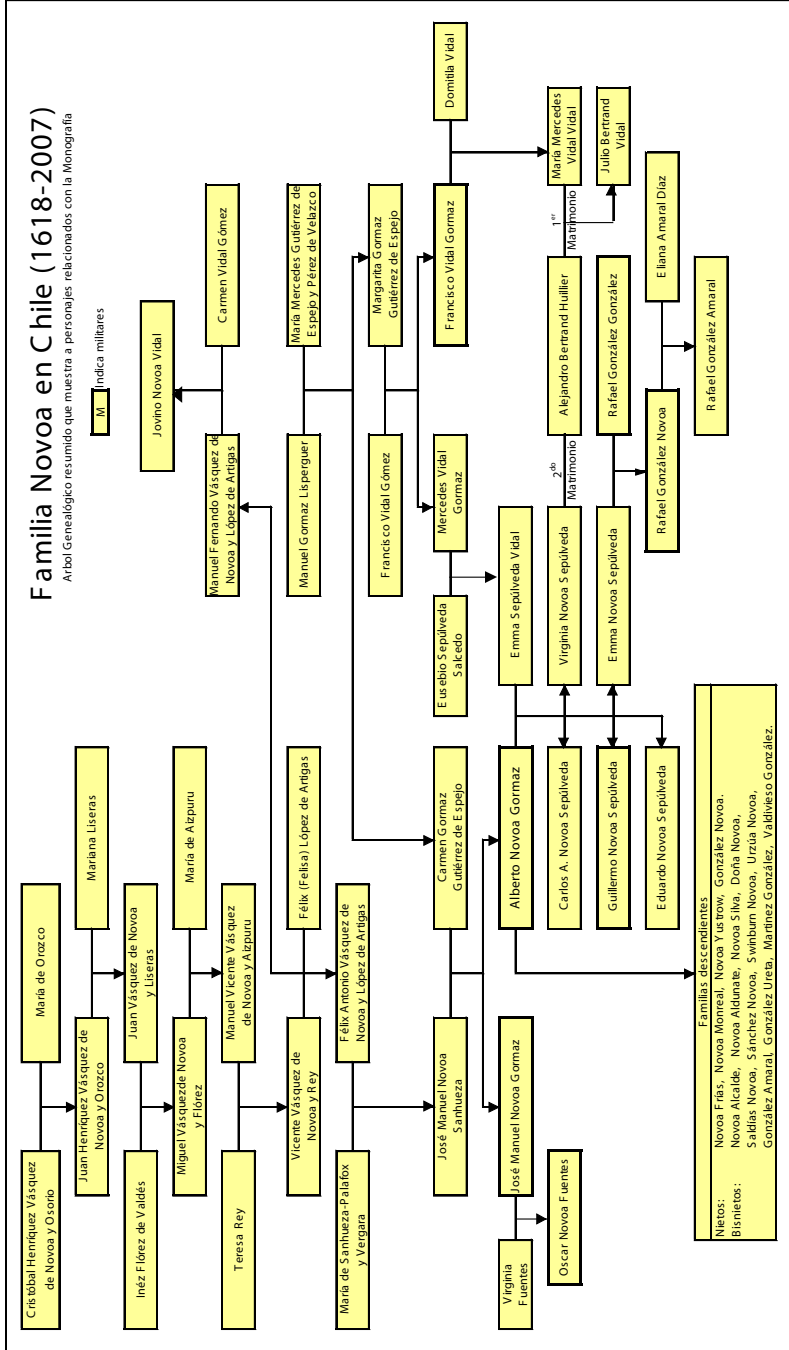 Familia Novoa en Chile (1618-2007)
Arbol Genealógico resumido que muestra a personajes relacionados con la Monografía
M
Indica militares
Cristóbal Henríquez Vásquez
de Novoa y Osorio
María de Orozco
Juan Henríquez Vásquez de
Novoa y Orozco
Mariana Liseras
Inéz Flórez de Valdés
Juan Vásquez de Novoa
y Liseras
Miguel Vásquez de Novoa
y Flórez
María de Aizpuru
Teresa Rey
Manuel Vicente Vásquez
de Novoa y Aizpuru
Vicente Vásquez de
Novoa y Rey
Félix (Felisa) López de Artigas
María de Sanhueza-Palafox
y Vergara
Félix Antonio Vásquez de
Novoa y López de Artigas
Manuel Fernando Vásquez de
Novoa y López de Artigas
Carmen Vidal Gómez
Jovino Novoa Vidal
Manuel Gormaz Lisperguer
María Mercedes Gutiérrez de
Espejo y Pérez de Velazco
Francisco Vidal Gómez
Margarita Gormaz
Gutiérrez de Espejo
José Manuel Novoa
Sanhueza
Carmen Gormaz
Gutiérrez de Espejo
Eusebio Sepúlveda
Salcedo
Mercedes Vidal
Gormaz
Francisco Vidal Gormaz
Domitila Vidal
Virginia
Fuentes
José Manuel Novoa Gormaz
Alberto Novoa Gormaz
Emma Sepúlveda Vidal
Oscar Novoa Fuentes
Carlos A. Novoa Sepúlveda
Virginia Novoa Sepúlveda
2do
Matrimonio
Alejandro Bertrand Huillier
1er
Matrimonio
María Mercedes
Vidal Vidal
Julio Bertrand
Vidal
Guillermo Novoa Sepúlveda
Emma Novoa Sepúlveda
Rafael González González
Eduardo Novoa Sepúlveda
Rafael González Novoa
Eliana Amaral Díaz
Rafael González Amaral
Familias descendientes
Nietos: Novoa Frías, Novoa Monreal, Novoa Yustrow, González Novoa.
Bisnietos: Novoa Alcalde, Novoa Aldunate, Novoa Silva, Doña Novoa,
Saldías Novoa, Sánchez Novoa, Swinburn Novoa, Urzúa Novoa,
González Amaral, González Ureta, Martínez González, Valdivieso González.